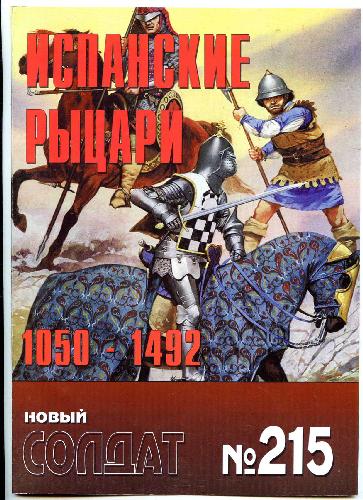 ИСПАНСКИЕ
РЫЦАРИ
1050 - 1492
НОВЫЙ
СОЛДАТ
№215